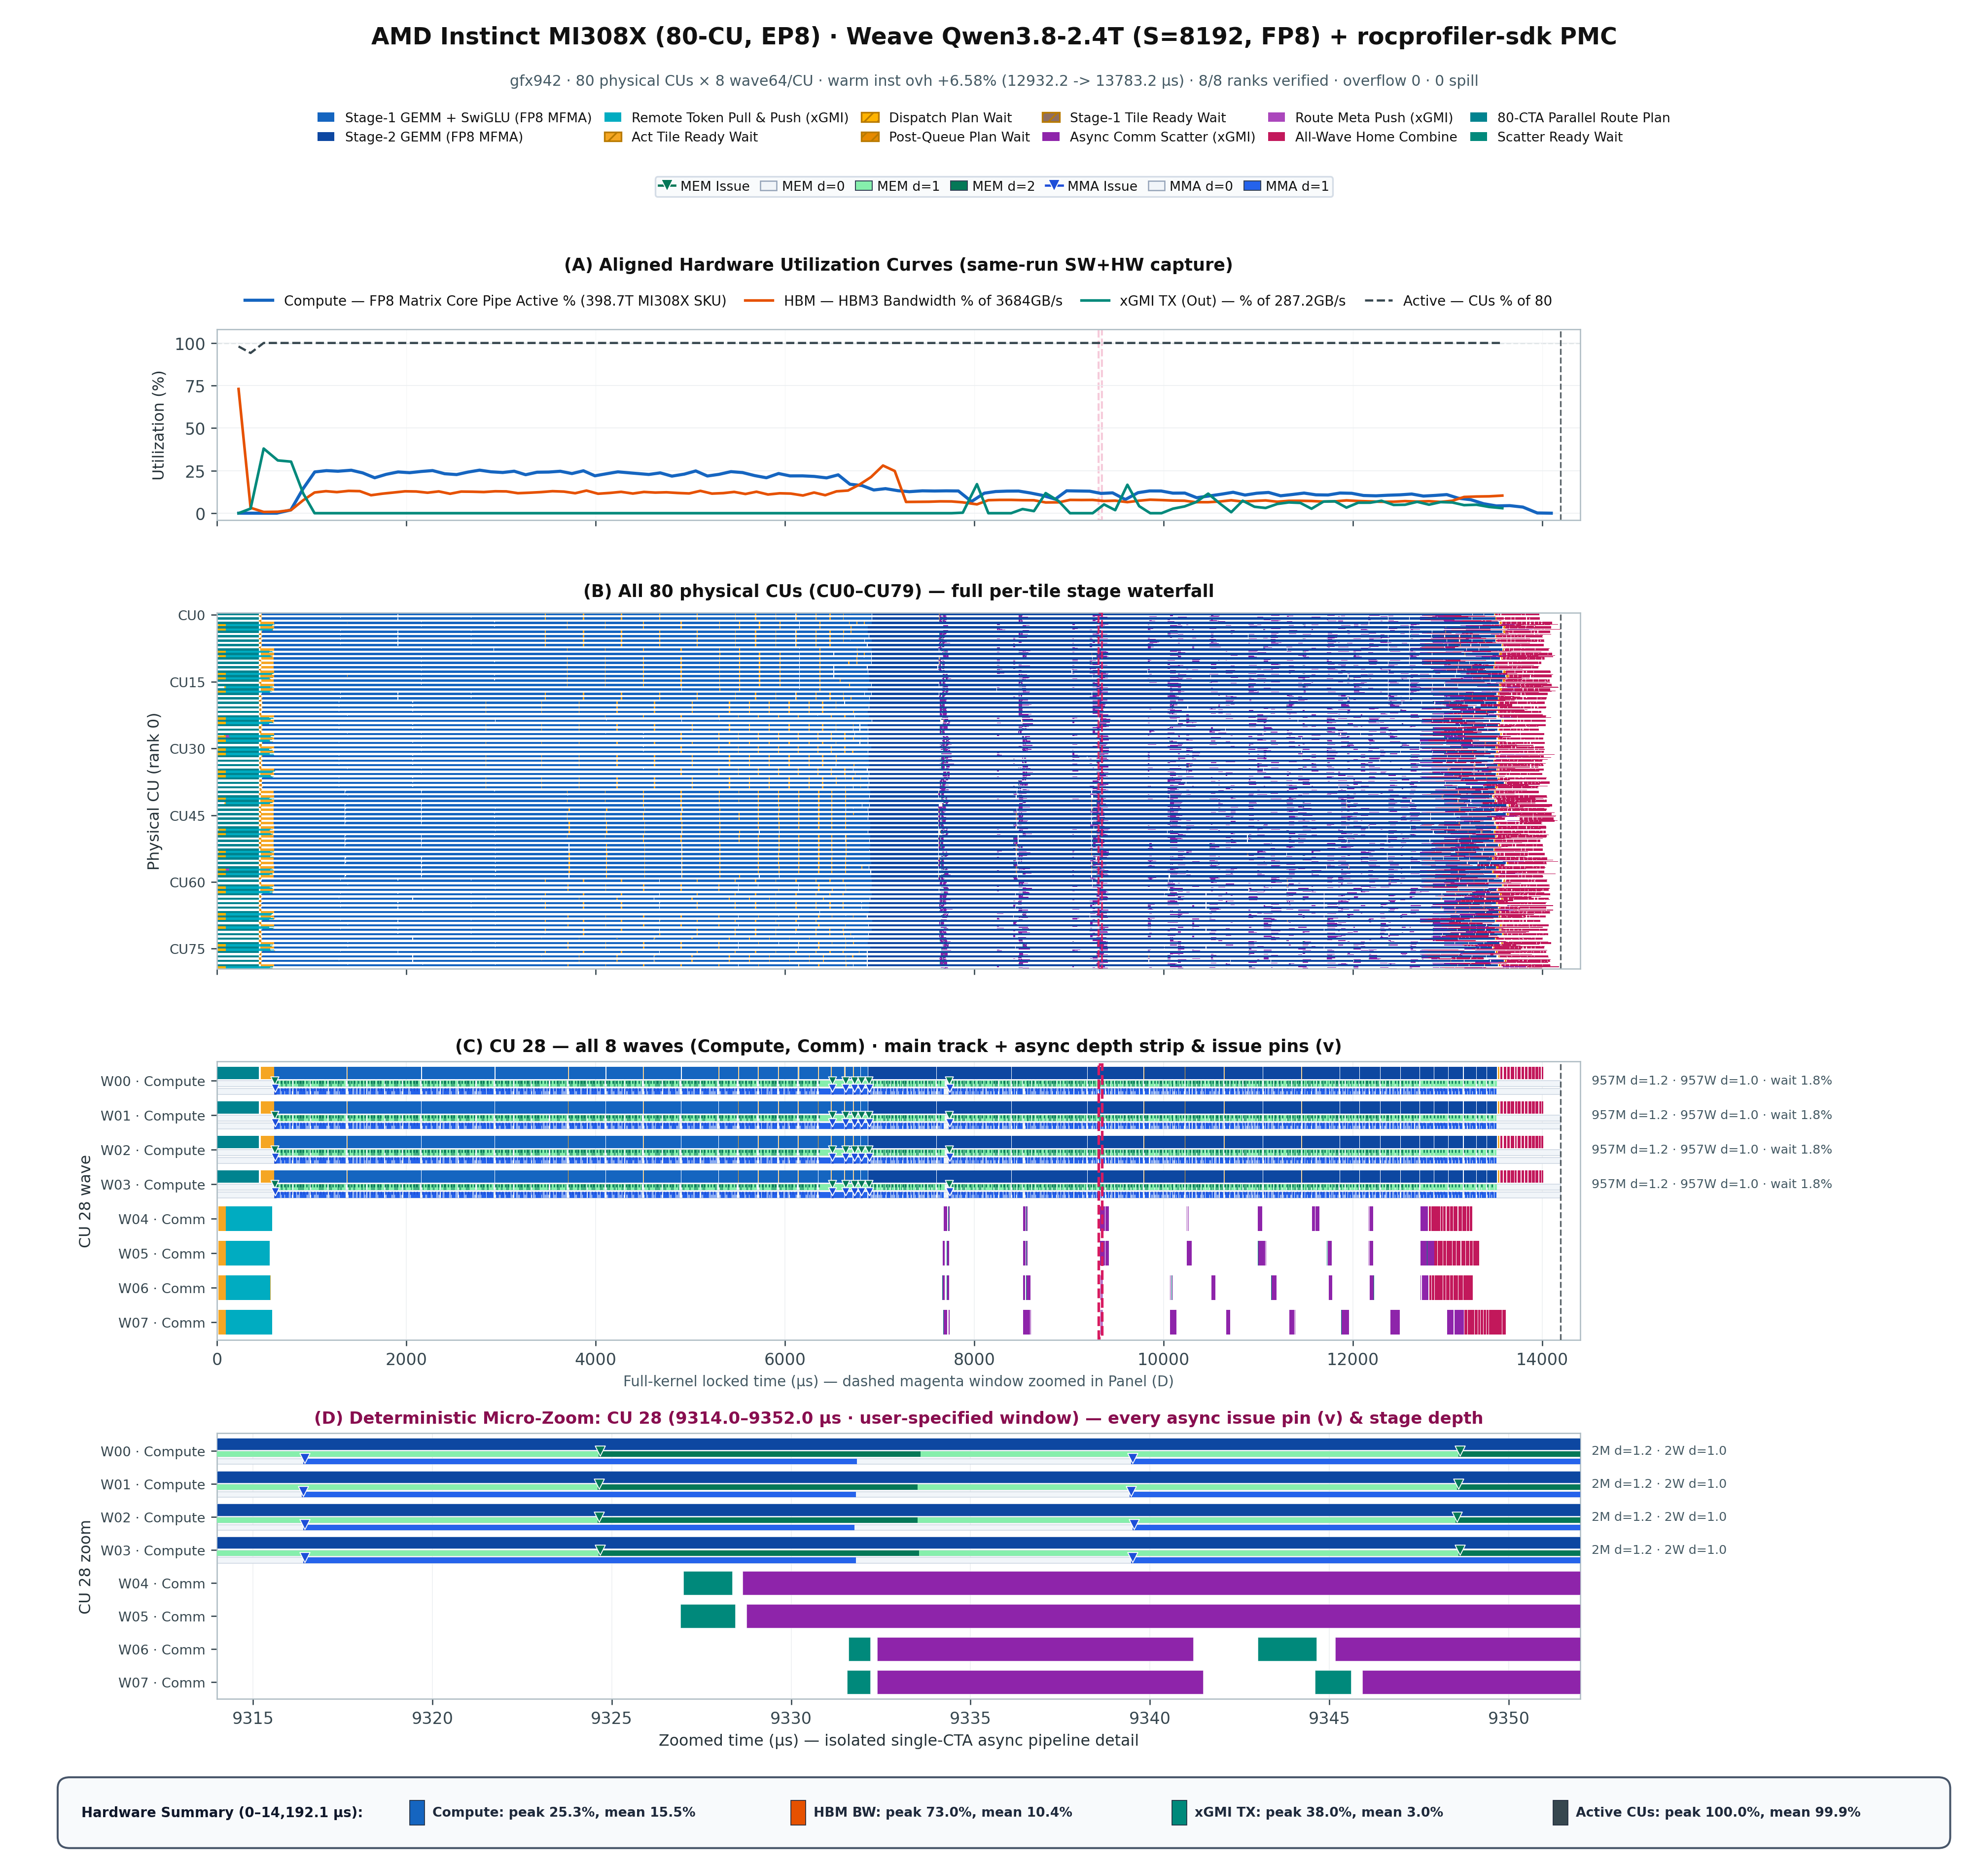 AMD Instinct MI308X (80-CU, EP8) · Weave Qwen3.8-2.4T (S=8192, FP8) + rocprofiler-sdk PMC
gfx942 · 80 physical CUs × 8 wave64/CU · warm inst ovh +6.58% (12932.2 -> 13783.2 µs) · 8/8 ranks verified · overflow 0 · 0 spill
Stage-1 GEMM + SwiGLU (FP8 MFMA) Remote Token Pull & Push (xGMI) Dispatch Plan Wait Stage-1 Tile Ready Wait Route Meta Push (xGMI) 80-CTA Parallel Route Plan
Stage-2 GEMM (FP8 MFMA) Act Tile Ready Wait Post-Queue Plan Wait Async Comm Scatter (xGMI) All-Wave Home Combine Scatter Ready Wait
MEM Issue MEM d=0 MEM d=1 MEM d=2 MMA Issue MMA d=0 MMA d=1
(A) Aligned Hardware Utilization Curves (same-run SW+HW capture)
Compute — FP8 Matrix Core Pipe Active % (398.7T MI308X SKU) HBM — HBM3 Bandwidth % of 3684GB/s xGMI TX (Out) — % of 287.2GB/s Active — CUs % of 80
Utilization (%)
100
75
50
25
0
(B) All 80 physical CUs (CU0–CU79) — full per-tile stage waterfall
Physical CU (rank 0)
CU0
CU15
CU30
CU45
CU60
CU75
(C) CU 28 — all 8 waves (Compute, Comm) · main track + async depth strip & issue pins (v)
CU 28 wave
W00 · Compute 957M d=1.2 · 957W d=1.0 · wait 1.8%
W01 · Compute 957M d=1.2 · 957W d=1.0 · wait 1.8%
W02 · Compute 957M d=1.2 · 957W d=1.0 · wait 1.8%
W03 · Compute 957M d=1.2 · 957W d=1.0 · wait 1.8%
W04 · Comm
W05 · Comm
W06 · Comm
W07 · Comm
0 2000 4000 6000 8000 10000 12000 14000
Full-kernel locked time (µs) — dashed magenta window zoomed in Panel (D)
(D) Deterministic Micro-Zoom: CU 28 (9314.0–9352.0 µs · user-specified window) — every async issue pin (v) & stage depth
CU 28 zoom
W00 · Compute 2M d=1.2 · 2W d=1.0
W01 · Compute 2M d=1.2 · 2W d=1.0
W02 · Compute 2M d=1.2 · 2W d=1.0
W03 · Compute 2M d=1.2 · 2W d=1.0
W04 · Comm
W05 · Comm
W06 · Comm
W07 · Comm
9315 9320 9325 9330 9335 9340 9345 9350
Zoomed time (µs) — isolated single-CTA async pipeline detail
Hardware Summary (0–14,192.1 µs): Compute: peak 25.3%, mean 15.5% HBM BW: peak 73.0%, mean 10.4% xGMI TX: peak 38.0%, mean 3.0% Active CUs: peak 100.0%, mean 99.9%